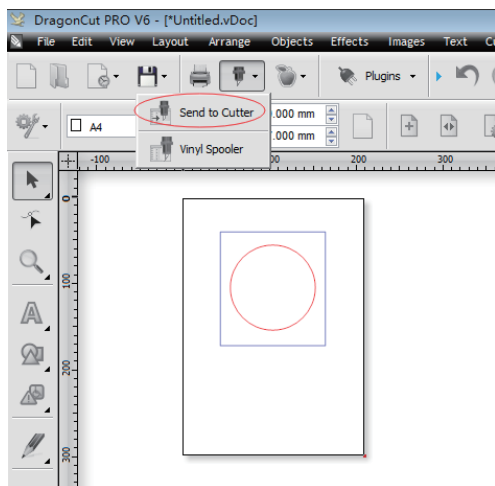 DragonCut PRO V6 - [*Untitled.vDoc]
File Edit View Layout Arrange Objects Effects Images Text
Plugins
Send to Cutter
A4
.000 mm
.000 mm
Vinyl Spooler
-100 200 300
0
100
200
300